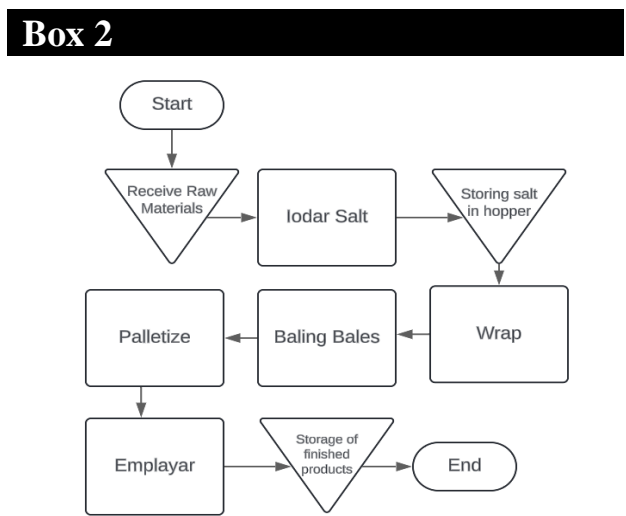 Box 2
Start
Receive Raw
Materials
Iodar Salt
Storing salt
in hopper
Wrap
Baling Bales
Palletize
Emplayar
Storage of
finished
products
End